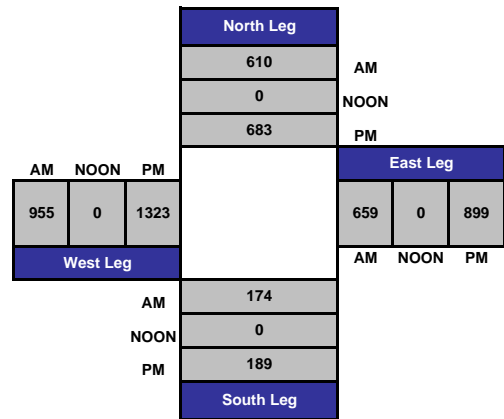 North Leg
610
AM
0
NOON
683
PM
AM NOON PM
East Leg
955 0 1323
659 0 899
West Leg
AM NOON PM
AM
174
NOON
0
PM
189
South Leg